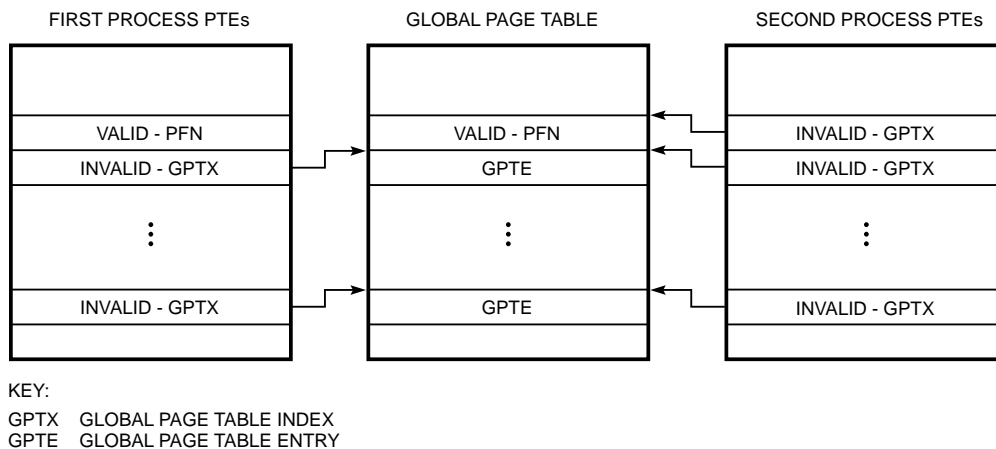 FIRST PROCESS PTEs
GLOBAL PAGE TABLE
SECOND PROCESS PTEs
VALID - PFN
VALID - PFN
INVALID - GPTX
INVALID - GPTX
GPTE
INVALID - GPTX
INVALID - GPTX
GPTE
INVALID - GPTX
KEY:
GPTX GLOBAL PAGE TABLE INDEX
GPTE GLOBAL PAGE TABLE ENTRY